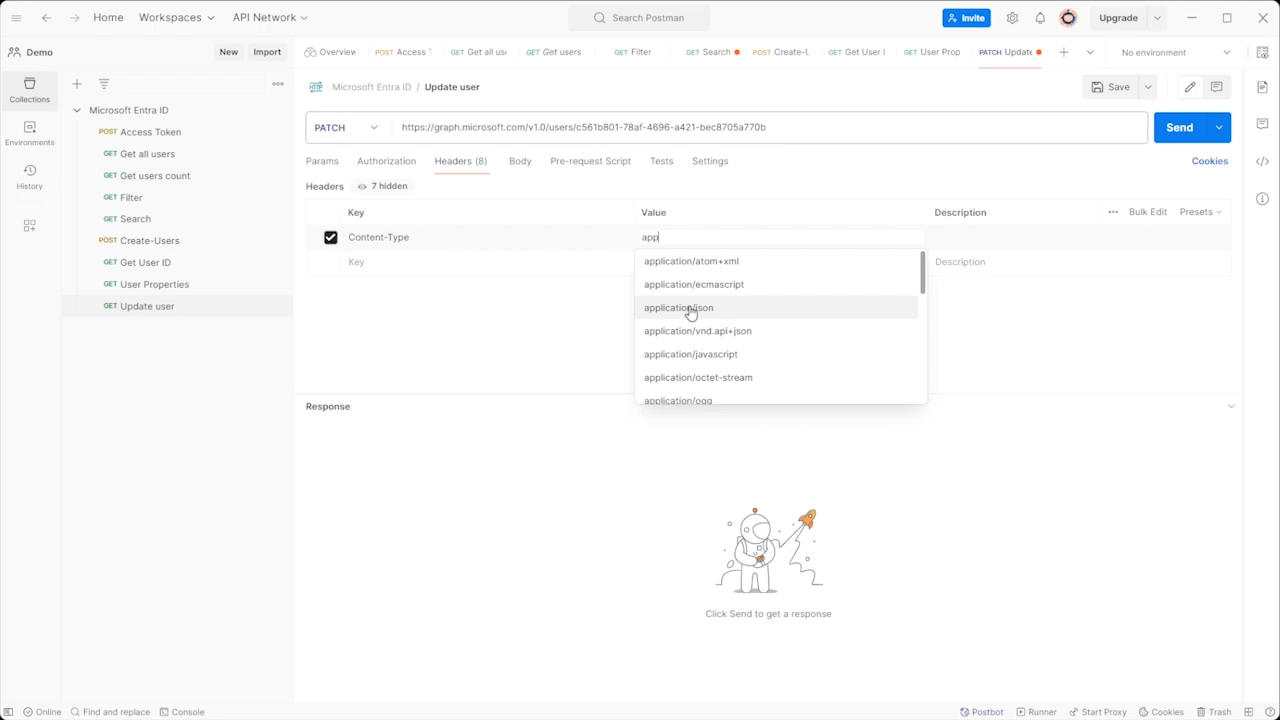 Home
Workspaces
API Network
Search Postman
Invite
Upgrade
Demo
New
Import
Overview
POST Access T
GET Get all use
GET Get users
GET Filter
GET Search
POST Create-U
GET Get User I
GET User Prop
PATCH Update
No environment
Collections
Environments
History
Microsoft Entra ID
POST Access Token
GET Get all users
GET Get users count
GET Filter
GET Search
POST Create-Users
GET Get User ID
GET User Properties
GET Update user
HTTP
Microsoft Entra ID / Update user
Save
PATCH
https://graph.microsoft.com/v1.0/users/c561b801-78af-4696-a421-bec8705a770b
Send
Params
Authorization
Headers (8)
Body
Pre-request Script
Tests
Settings
Cookies
Headers
7 hidden
Key
Value
Description
Bulk Edit
Presets
Content-Type
app
Key
Description
application/atom+xml
application/ecmascript
application/json
application/vnd.api+json
application/javascript
application/octet-stream
application/ogg
Response
Click Send to get a response
Online
Find and replace
Console
Postbot
Runner
Start Proxy
Cookies
Trash